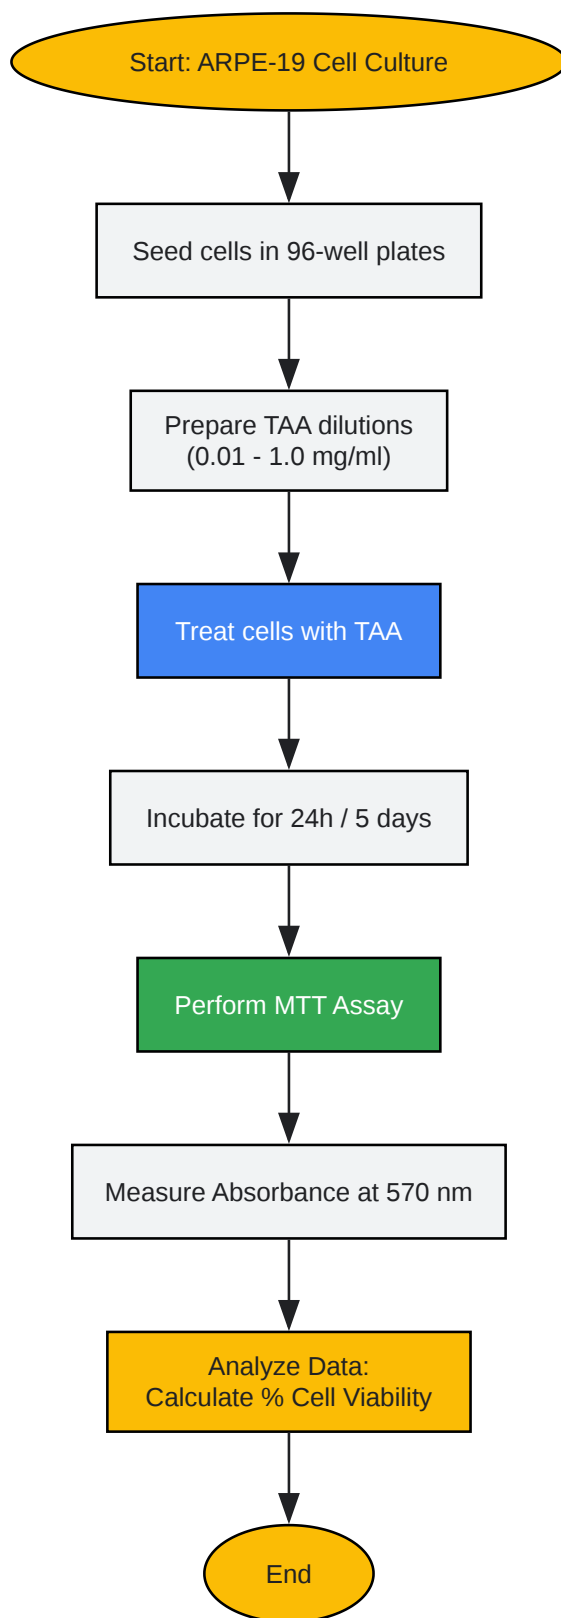 Start: ARPE-19 Cell Culture
Seed cells in 96-well plates
Prepare TAA dilutions
(0.01 - 1.0 mg/ml)
Treat cells with TAA
Incubate for 24h / 5 days
Perform MTT Assay
Measure Absorbance at 570 nm
Analyze Data:
Calculate % Cell Viability
End